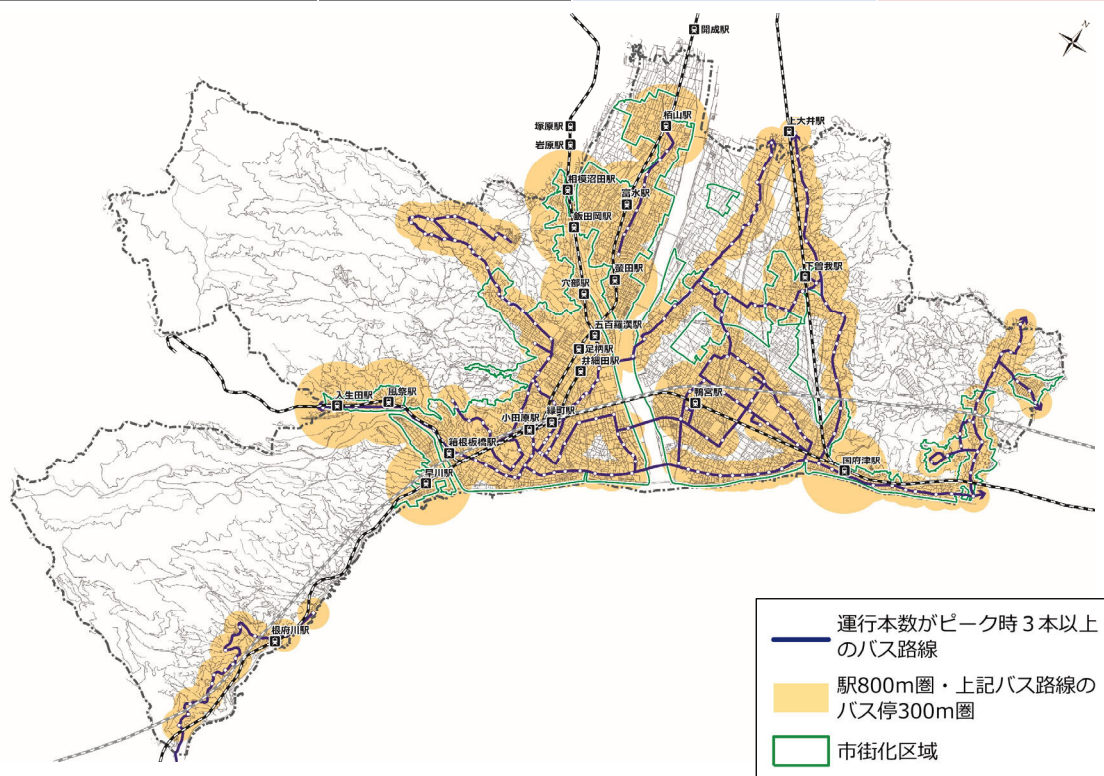 N
開成駅
塚原駅
栢山駅
上大井駅
岩原駅
相模沼田駅
富水駅
飯田岡駅
下曽我駅
螢田駅
穴部駅
五百羅漢駅
足柄駅
井細田駅
入生田駅
風祭駅
鴨宮駅
緑町駅
小田原駅
箱根板橋駅
国府津駅
早川駅
根府川駅
運行本数がピーク時3本以上
のバス路線
駅800m圏・上記バス路線の
バス停300m圏
市街化区域